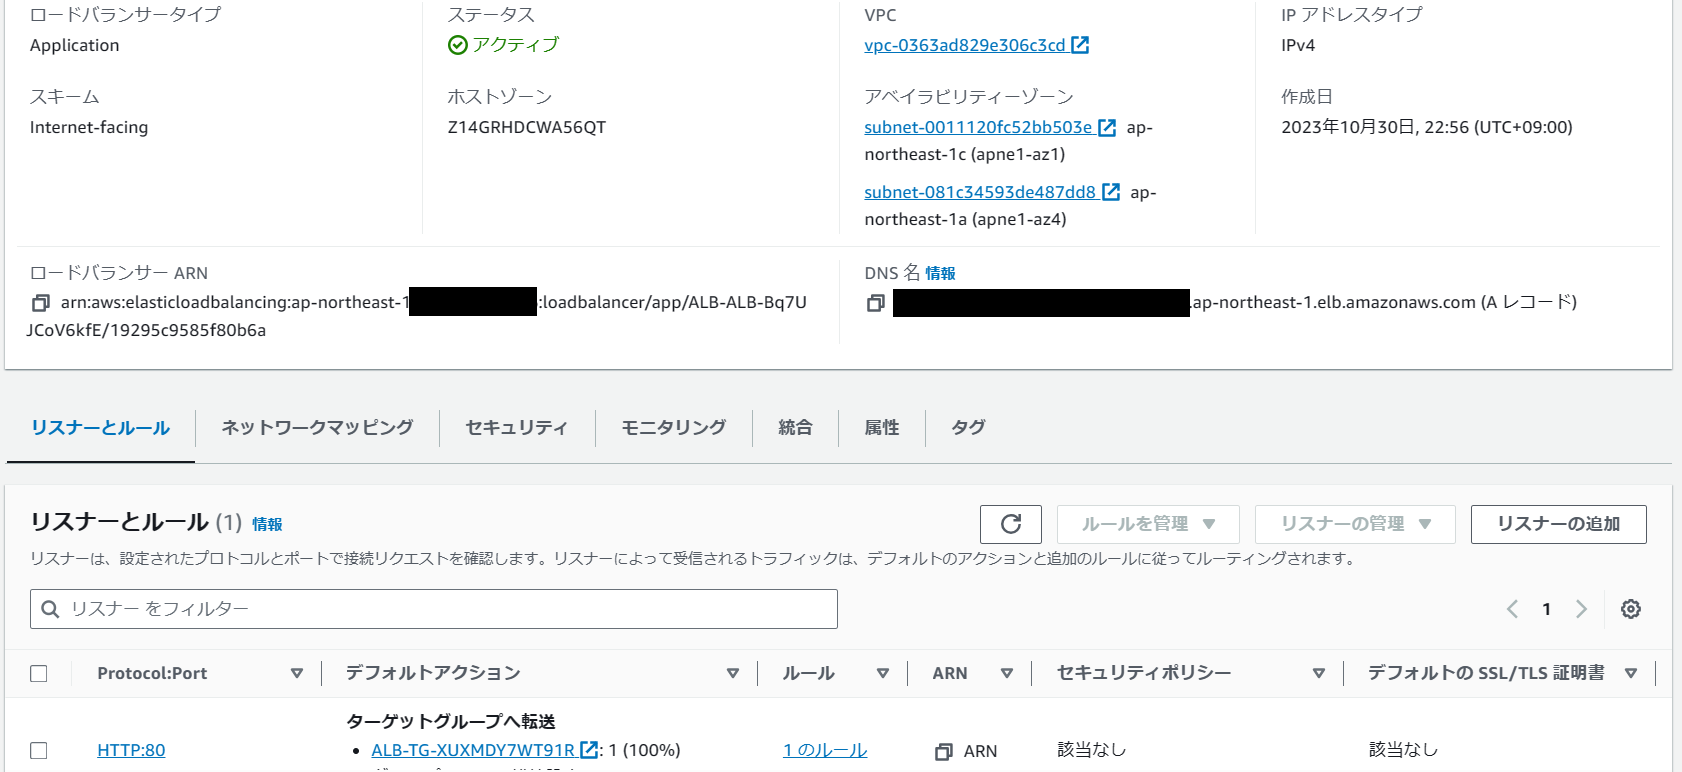 ロードバランサータイプ
Application
ステータス
アクティブ
VPC
vpc-0363ad829e306c3cd
IP アドレスタイプ
IPv4
スキーム
Internet-facing
ホストゾーン
Z14GRHDCWA56QT
アベイラビリティーゾーン
subnet-0011120fc52bb503e ap-
northeast-1c (apne1-az1)
subnet-081c34593de487dd8 ap-
northeast-1a (apne1-az4)
作成日
2023年10月30日, 22:56 (UTC+09:00)
ロードバランサー ARN
arn:aws:elasticloadbalancing:ap-northeast-1 :loadbalancer/app/ALB-ALB-Bq7U
JCoV6kfE/19295c9585f80b6a
DNS 名 情報
.ap-northeast-1.elb.amazonaws.com (A レコード)
リスナーとルール ネットワークマッピング セキュリティ モニタリング 統合 属性 タグ
リスナーとルール (1) 情報
ルールを管理 リスナーの管理 リスナーの追加
リスナーは、設定されたプロトコルとポートで接続リクエストを確認します。リスナーによって受信されるトラフィックは、デフォルトのアクションと追加のルールに従ってルーティングされます。
リスナー をフィルター
1
Protocol:Port デフォルトアクション ルール ARN セキュリティポリシー デフォルトの SSL/TLS 証明書
ターゲットグループへ転送
HTTP:80 • ALB-TG-XUXMDY7WT91R : 1 (100%) 1 のルール ARN 該当なし 該当なし